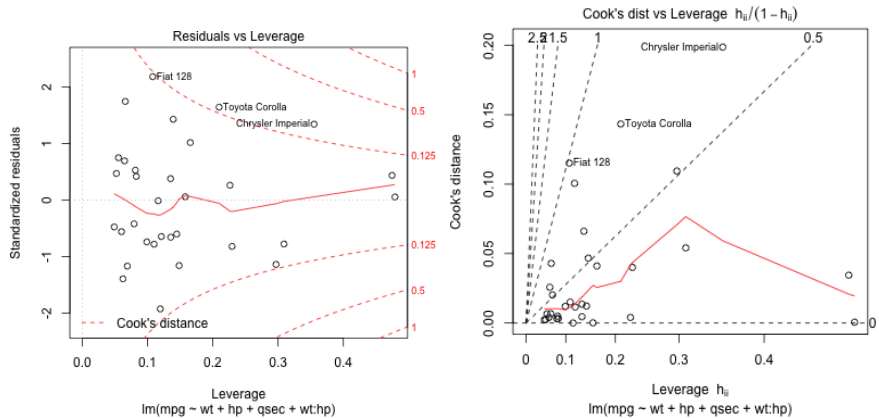 Residuals vs Leverage
Standardized residuals
2
1
0
-1
-2
Fiat 128
Toyota Corolla
Chrysler Imperial
1
0.5
0.125
0.125
0.5
1
Cook's distance
0.0
0.1
0.2
0.3
0.4
Leverage
lm(mpg ~ wt + hp + qsec + wt:hp)
Cook's dist vs Leverage hii/(1−hii)
Cook's distance
0.20
0.15
0.10
0.05
0.00
2.5
2
1.5
1
0.5
0
Chrysler Imperial
Toyota Corolla
Fiat 128
0
0.1
0.2
0.3
0.4
Leverage hii
lm(mpg ~ wt + hp + qsec + wt:hp)